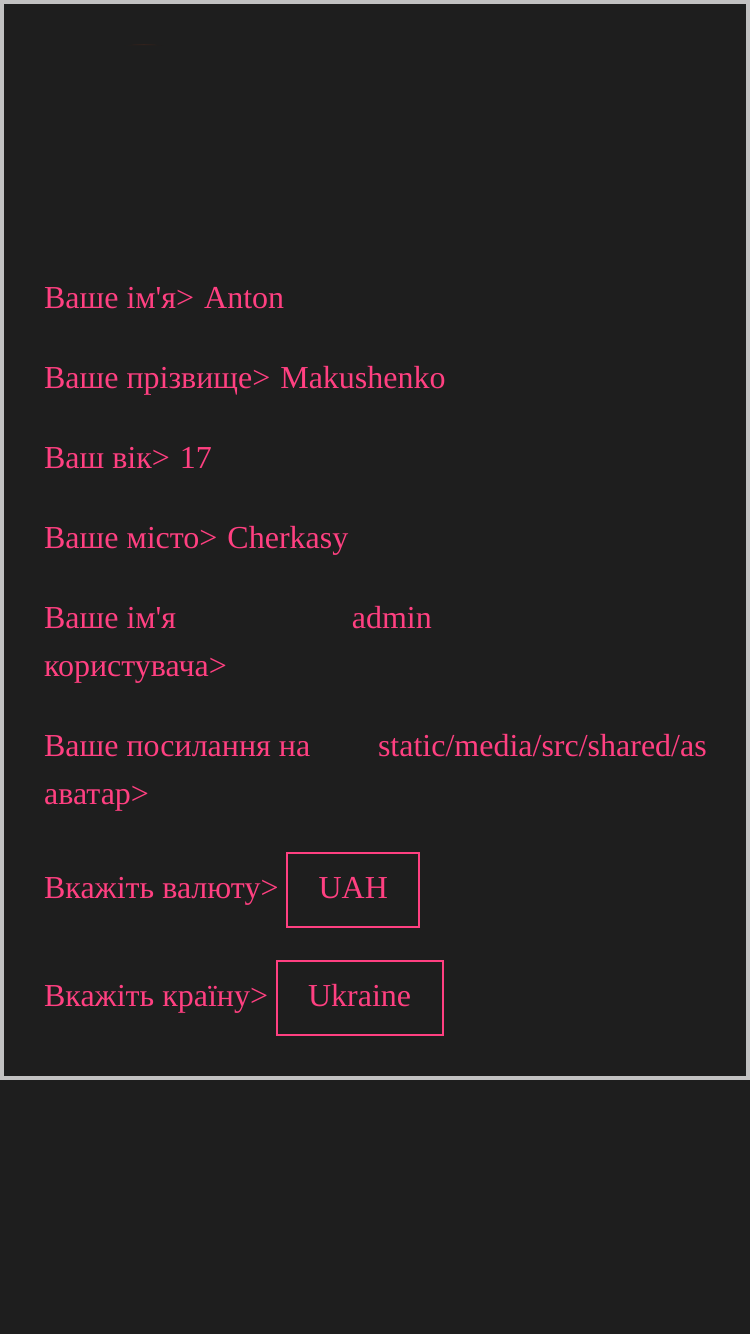 Ваше ім'я> Anton
Ваше прізвище> Makushenko
Ваш вік> 17
Ваше місто> Cherkasy
Ваше ім'я admin
користувача>
Ваше посилання на static/media/src/shared/as
аватар>
Вкажіть валюту> UAH
Вкажіть країну> Ukraine